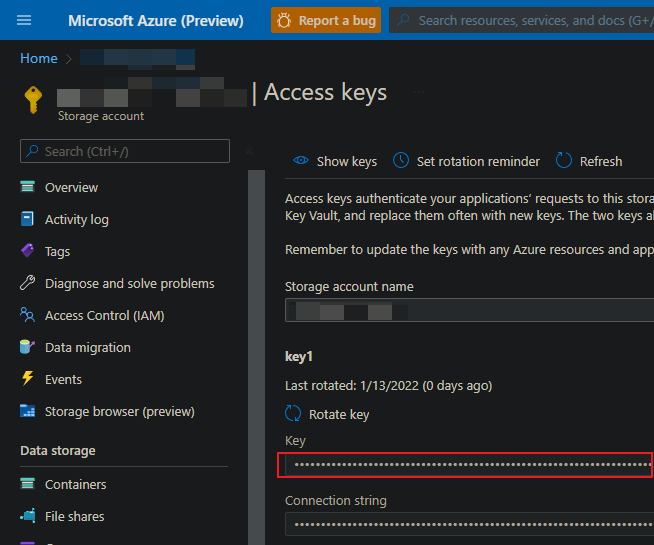 Microsoft Azure (Preview)
Report a bug
Search resources, services, and docs (G+/
Home
| Access keys
Storage account
Search (Ctrl+/)
Overview
Activity log
Tags
Diagnose and solve problems
Access Control (IAM)
Data migration
Events
Storage browser (preview)
Data storage
Containers
File shares
Show keys
Set rotation reminder
Refresh
Access keys authenticate your applications' requests to this stora
Key Vault, and replace them often with new keys. The two keys al
Remember to update the keys with any Azure resources and app
Storage account name
key1
Last rotated: 1/13/2022 (0 days ago)
Rotate key
Key
Connection string